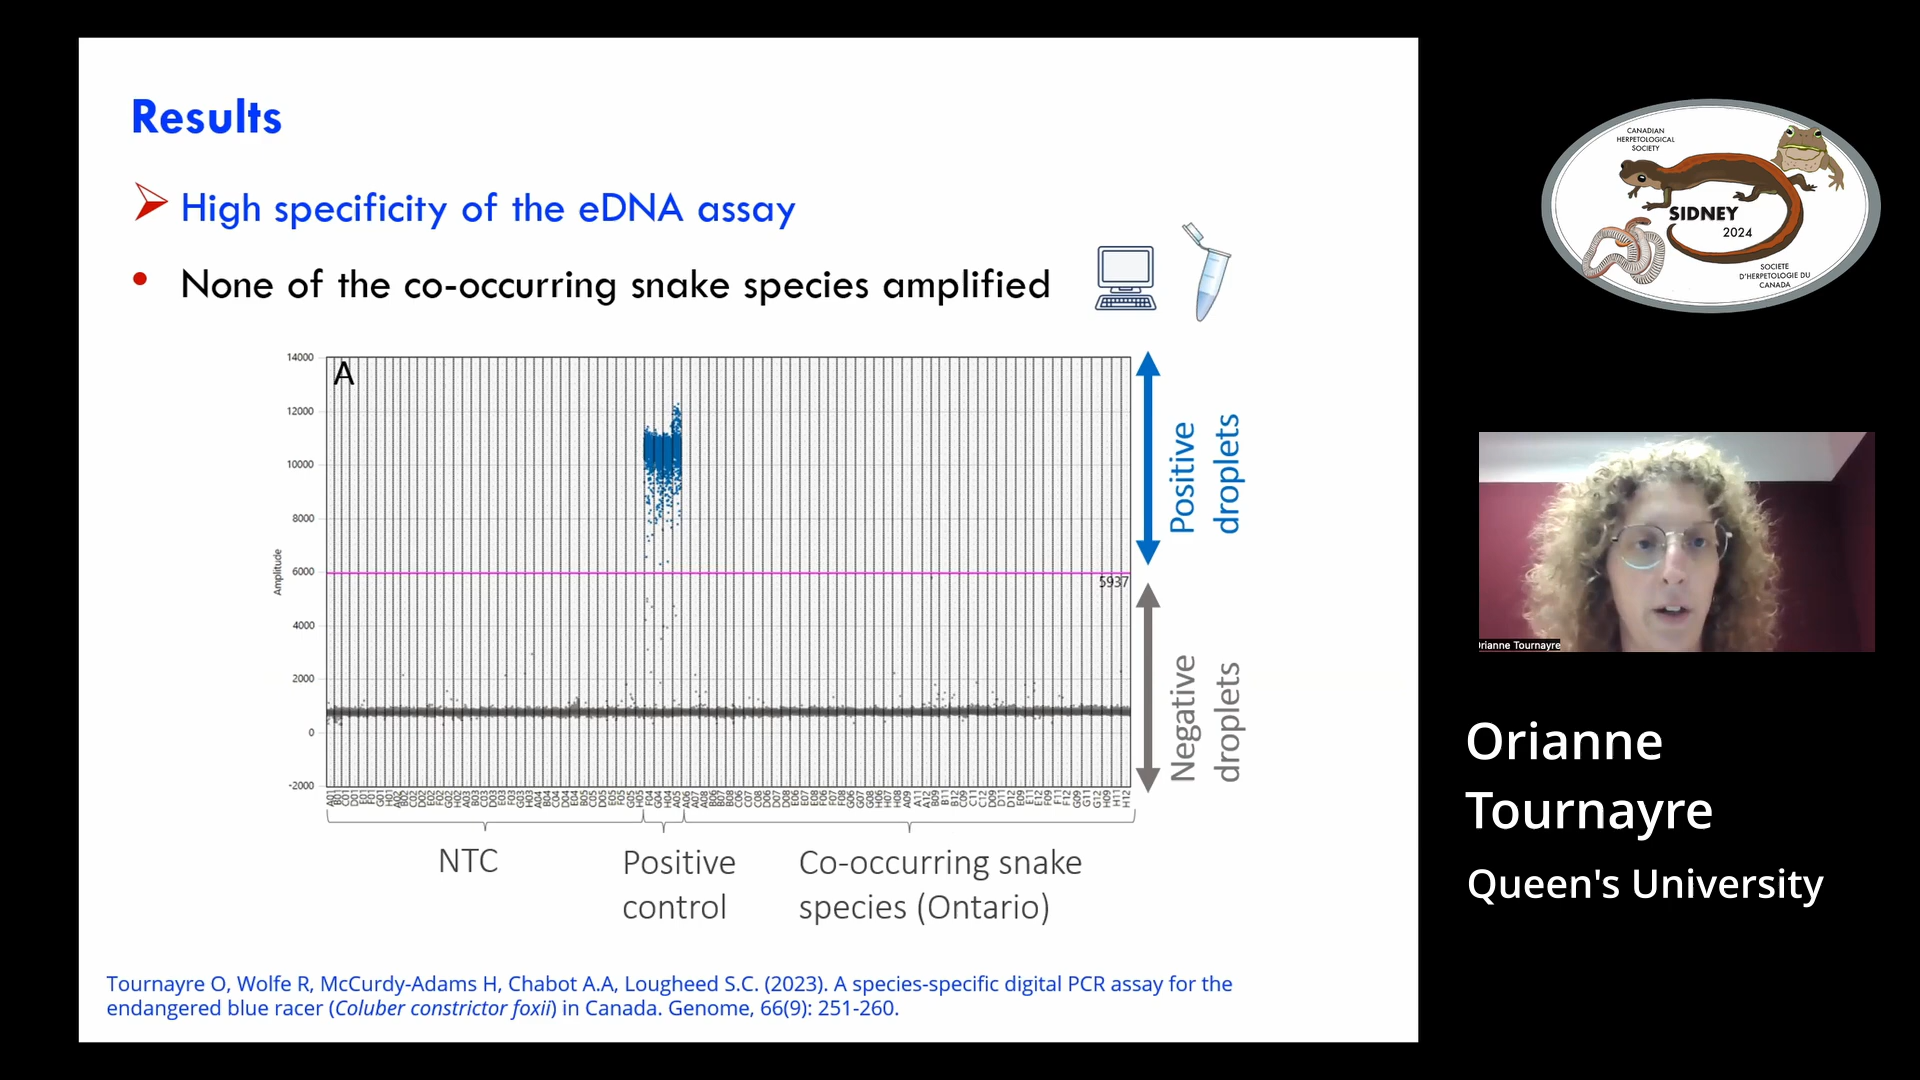 Results
High specificity of the eDNA assay
None of the co-occurring snake species amplified
A
14000
12000
10000
8000
6000
4000
2000
0
-2000
Amplitude
5937
Positive
droplets
Negative
droplets
NTC
Positive
control
Co-occurring snake
species (Ontario)
Tournayre O, Wolfe R, McCurdy-Adams H, Chabot A.A, Lougheed S.C. (2023). A species-specific digital PCR assay for the
endangered blue racer (Coluber constrictor foxii) in Canada. Genome, 66(9): 251-260.
CANADIAN
HERPETOLOGICAL
SOCIETY
SIDNEY
2024
SOCIÉTÉ
D'HERPÉTOLOGIE DU
CANADA
Orianne Tournayre
Orianne
Tournayre
Queen's University